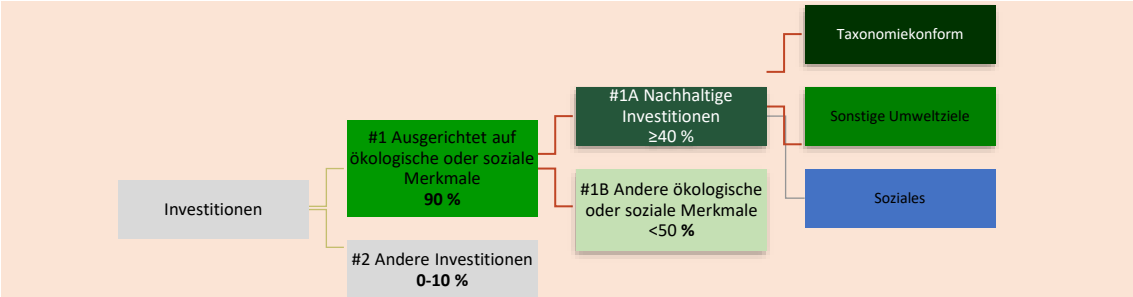 Taxonomiekonform
#1A Nachhaltige
Investitionen
≥40 %
Sonstige Umweltziele
#1 Ausgerichtet auf
ökologische oder soziale
Merkmale
90 %
#1B Andere ökologische
oder soziale Merkmale
<50 %
Soziales
Investitionen
#2 Andere Investitionen
0-10 %